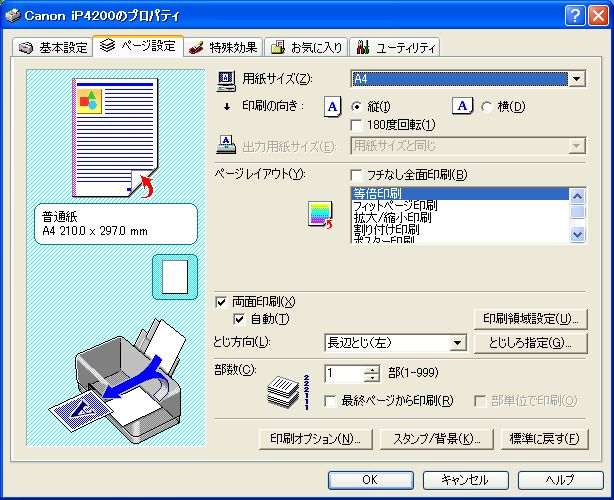 Canon iP4200のプロパティ
基本設定
ページ設定
特殊効果
お気に入り
ユーティリティ
普通紙
A4 210.0 x 297.0 mm
用紙サイズ(Z):
A4
印刷の向き:
A
縦(I)
A
横(D)
180度回転(1)
出力用紙サイズ(E):
用紙サイズと同じ
ページレイアウト(Y):
フチなし全面印刷(B)
等倍印刷
フィットページ印刷
拡大/縮小印刷
割り付け印刷
ポスター印刷
両面印刷(X)
自動(T)
印刷領域設定(U)...
とじ方向(L):
長辺とじ(左)
とじしろ指定(G)...
部数(C):
222111
1
部(1-999)
最終ページから印刷(R)
部単位で印刷(O)
印刷オプション(N)...
スタンプ/背景(K)...
標準に戻す(F)
OK
キャンセル
ヘルプ